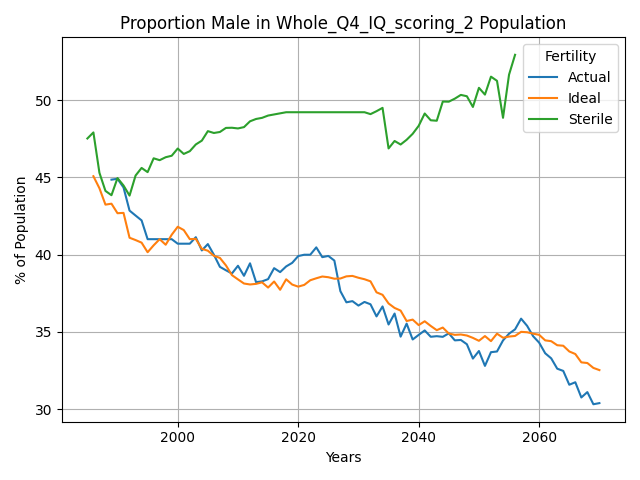 Proportion Male in Whole_Q4_IQ_scoring_2 Population
% of Population
50
45
40
35
30
2000
2020
2040
2060
Years
Fertility
Actual
Ideal
Sterile